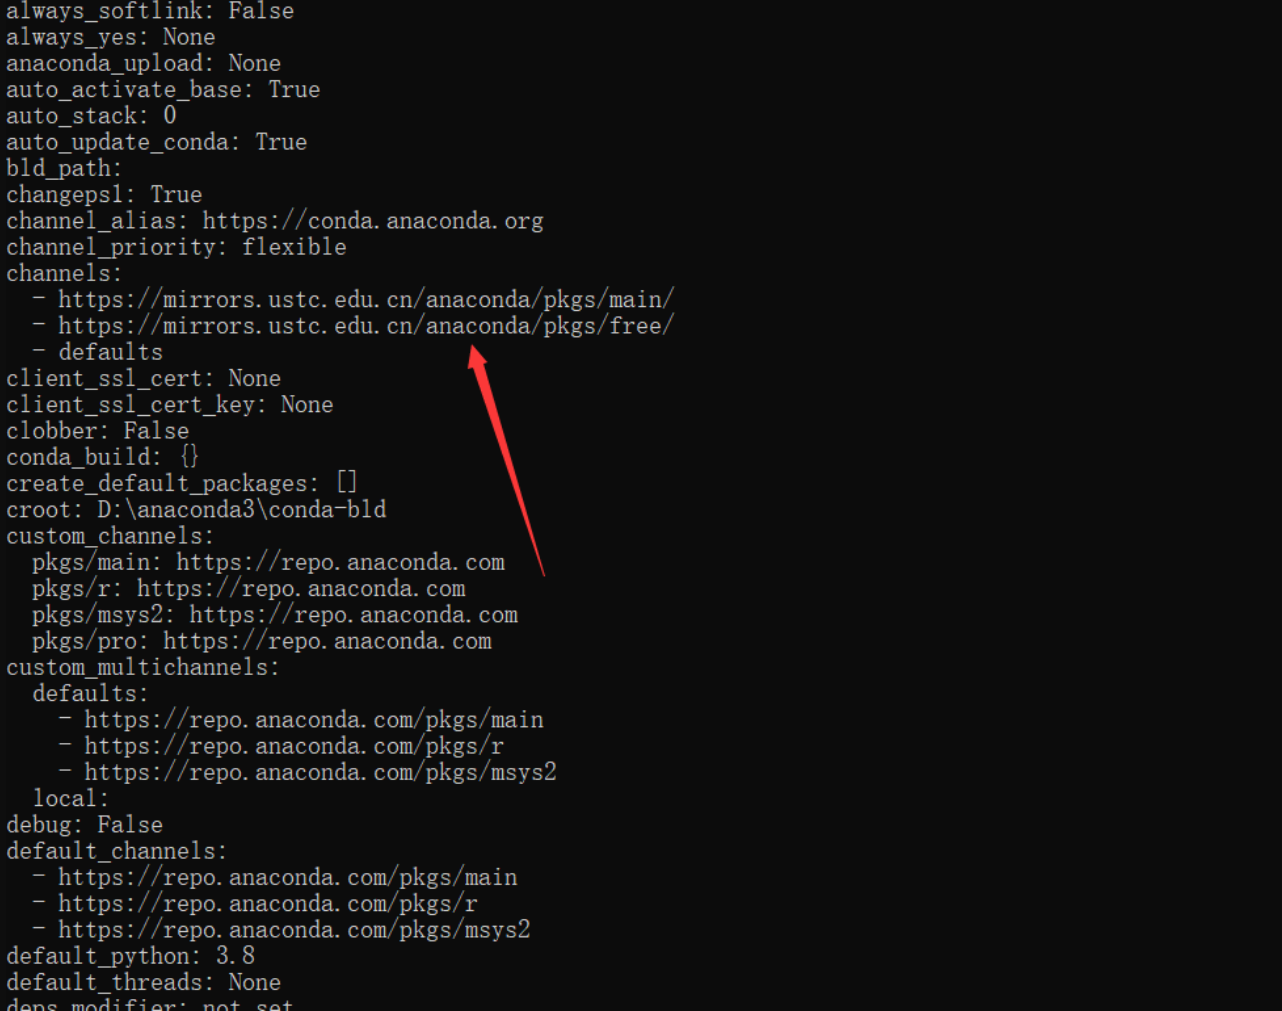 always_softlink: False
always_yes: None
anaconda_upload: None
auto_activate_base: True
auto_stack: 0
auto_update_conda: True
bld_path:
changeps1: True
channel_alias: https://conda.anaconda.org
channel_priority: flexible
channels:
  - https://mirrors.ustc.edu.cn/anaconda/pkgs/main/
  - https://mirrors.ustc.edu.cn/anaconda/pkgs/free/
  - defaults
client_ssl_cert: None
client_ssl_cert_key: None
clobber: False
conda_build: {}
create_default_packages: []
croot: D:\anaconda3\conda-bld
custom_channels:
  pkgs/main: https://repo.anaconda.com
  pkgs/r: https://repo.anaconda.com
  pkgs/msys2: https://repo.anaconda.com
  pkgs/pro: https://repo.anaconda.com
custom_multichannels:
  defaults:
    - https://repo.anaconda.com/pkgs/main
    - https://repo.anaconda.com/pkgs/r
    - https://repo.anaconda.com/pkgs/msys2
  local:
debug: False
default_channels:
  - https://repo.anaconda.com/pkgs/main
  - https://repo.anaconda.com/pkgs/r
  - https://repo.anaconda.com/pkgs/msys2
default_python: 3.8
default_threads: None
deps_modifier: not_set